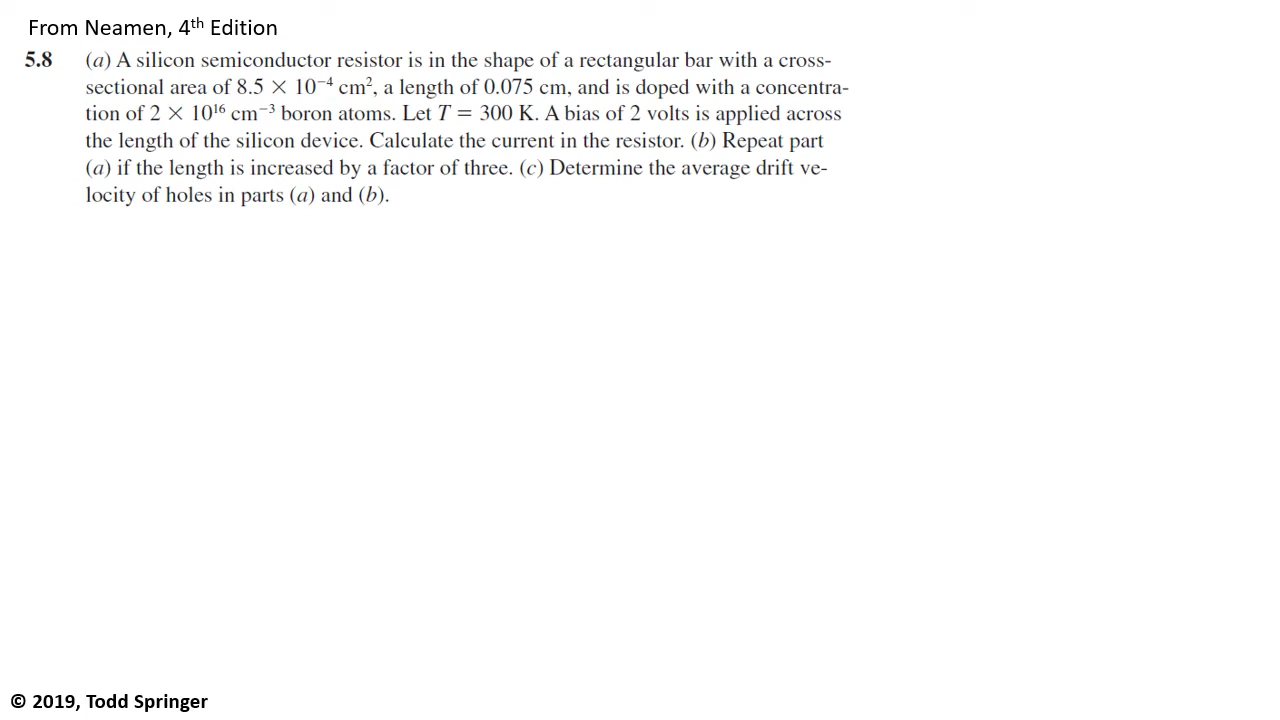 From Neamen, 4th Edition
5.8 (a) A silicon semiconductor resistor is in the shape of a rectangular bar with a cross-
sectional area of 8.5 × 10⁻⁴ cm², a length of 0.075 cm, and is doped with a concentra-
tion of 2 × 10¹⁶ cm⁻³ boron atoms. Let T = 300 K. A bias of 2 volts is applied across
the length of the silicon device. Calculate the current in the resistor. (b) Repeat part
(a) if the length is increased by a factor of three. (c) Determine the average drift ve-
locity of holes in parts (a) and (b).
© 2019, Todd Springer